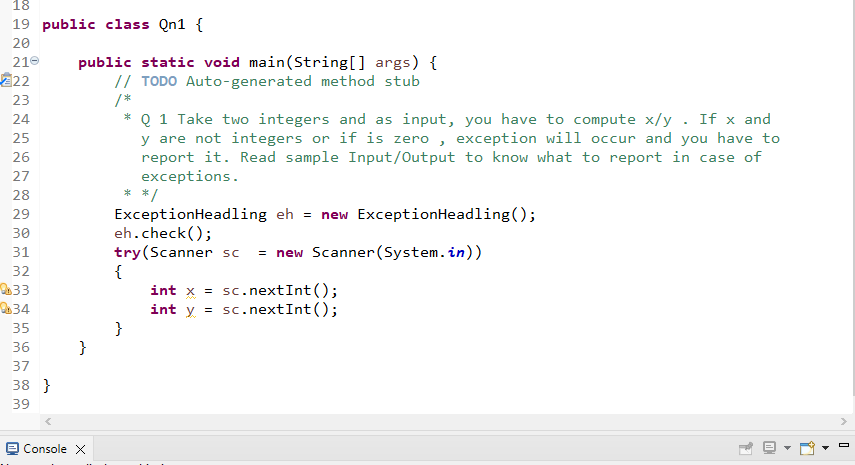 18
19 public class Qn1 {
20
21 public static void main(String[] args) {
22 // TODO Auto-generated method stub
23 /*
24 * Q 1 Take two integers and as input, you have to compute x/y . If x and
25 y are not integers or if is zero , exception will occur and you have to
26 report it. Read sample Input/Output to know what to report in case of
27 exceptions.
28 * */
29 ExceptionHeadling eh = new ExceptionHeadling();
30 eh.check();
31 try(Scanner sc  = new Scanner(System.in))
32 {
33 int x = sc.nextInt();
34 int y = sc.nextInt();
35 }
36 }
37
38 }
39
Console